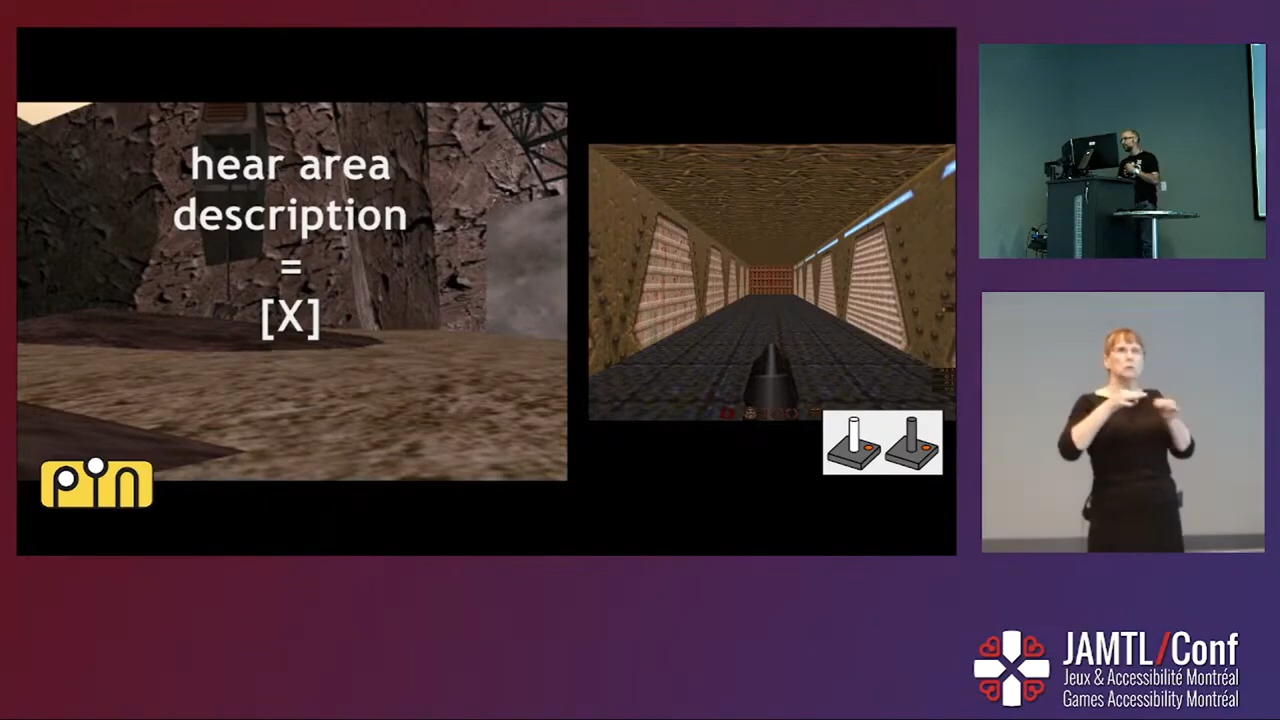 hear area
description
=
[X]
pin
JAMTL/Conf
Jeux & Accessibilité Montréal
Games Accessibility Montréal